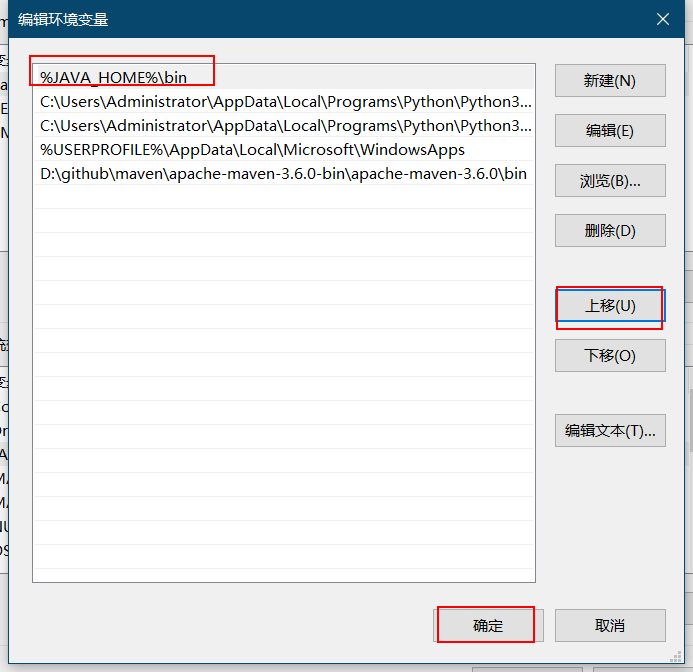 编辑环境变量
%JAVA_HOME%\bin
C:\Users\Administrator\AppData\Local\Programs\Python\Python3...
C:\Users\Administrator\AppData\Local\Programs\Python\Python3...
%USERPROFILE%\AppData\Local\Microsoft\WindowsApps
D:\github\maven\apache-maven-3.6.0-bin\apache-maven-3.6.0\bin
新建(N)
编辑(E)
浏览(B)...
删除(D)
上移(U)
下移(O)
编辑文本(T)...
确定
取消